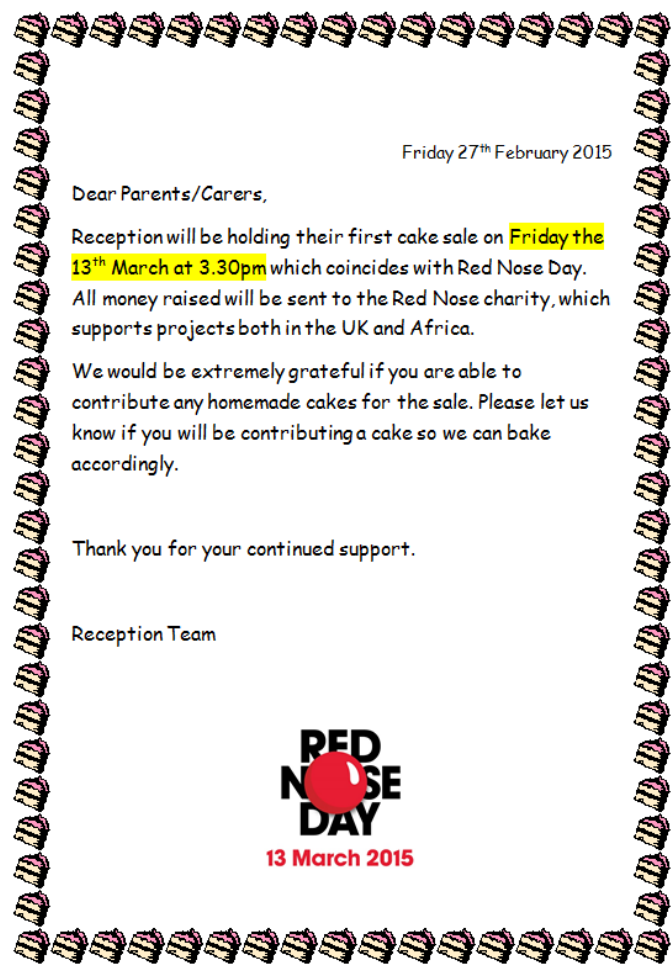 Friday 27th February 2015
Dear Parents/Carers,
Reception will be holding their first cake sale on Friday the
13th March at 3.30pm which coincides with Red Nose Day.
All money raised will be sent to the Red Nose charity, which
supports projects both in the UK and Africa.
We would be extremely grateful if you are able to
contribute any homemade cakes for the sale. Please let us
know if you will be contributing a cake so we can bake
accordingly.
Thank you for your continued support.
Reception Team
RED
NOSE
DAY
13 March 2015